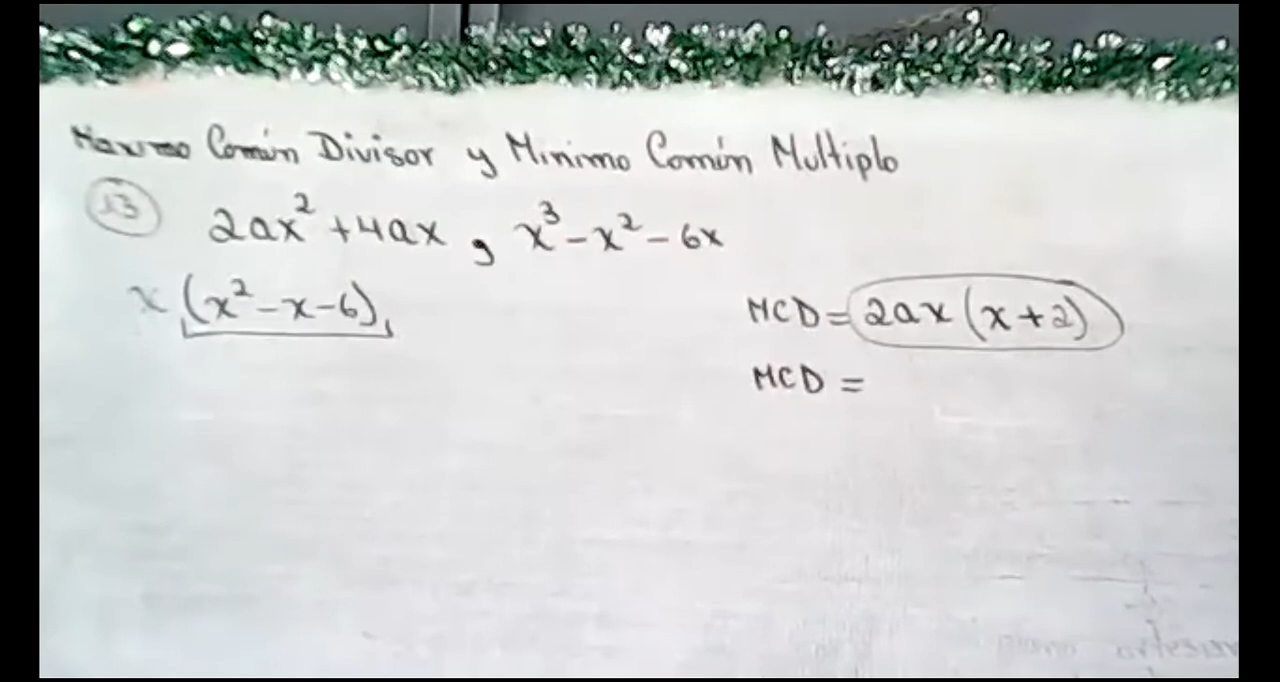 Maximo Común Divisor y Minimo Común Multiplo
13 2ax² + 4ax , x³ - x² - 6x
x (x² - x - 6)
MCD = 2ax (x + 2)
MCD =